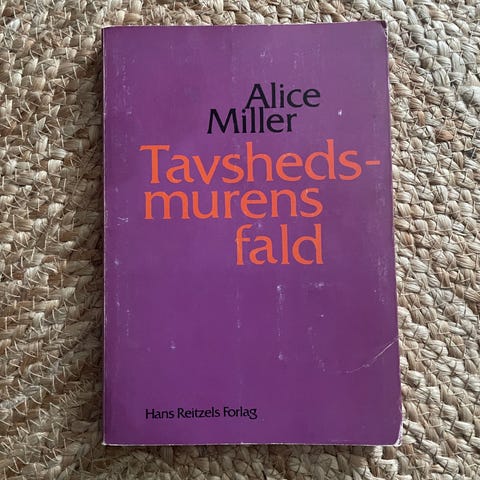 Alice
Miller
Tavsheds-
murens
fald
Hans Reitzels Forlag